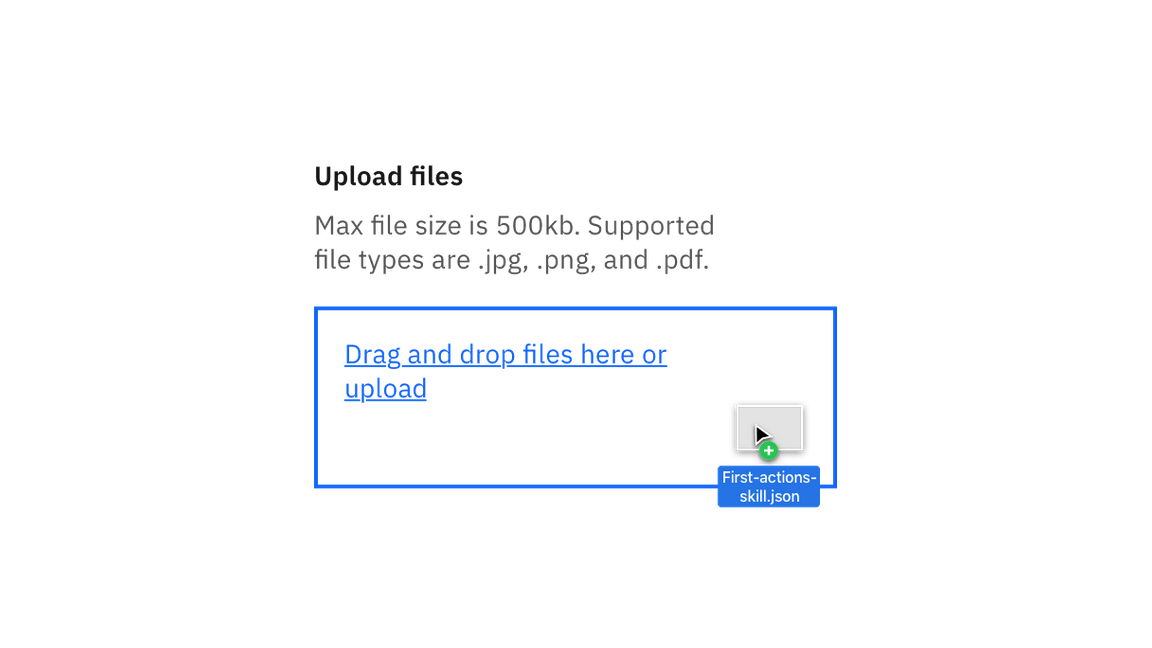 Upload files
Max file size is 500kb. Supported
file types are .jpg, .png, and .pdf.
Drag and drop files here or
upload
First-actions-
skill.json